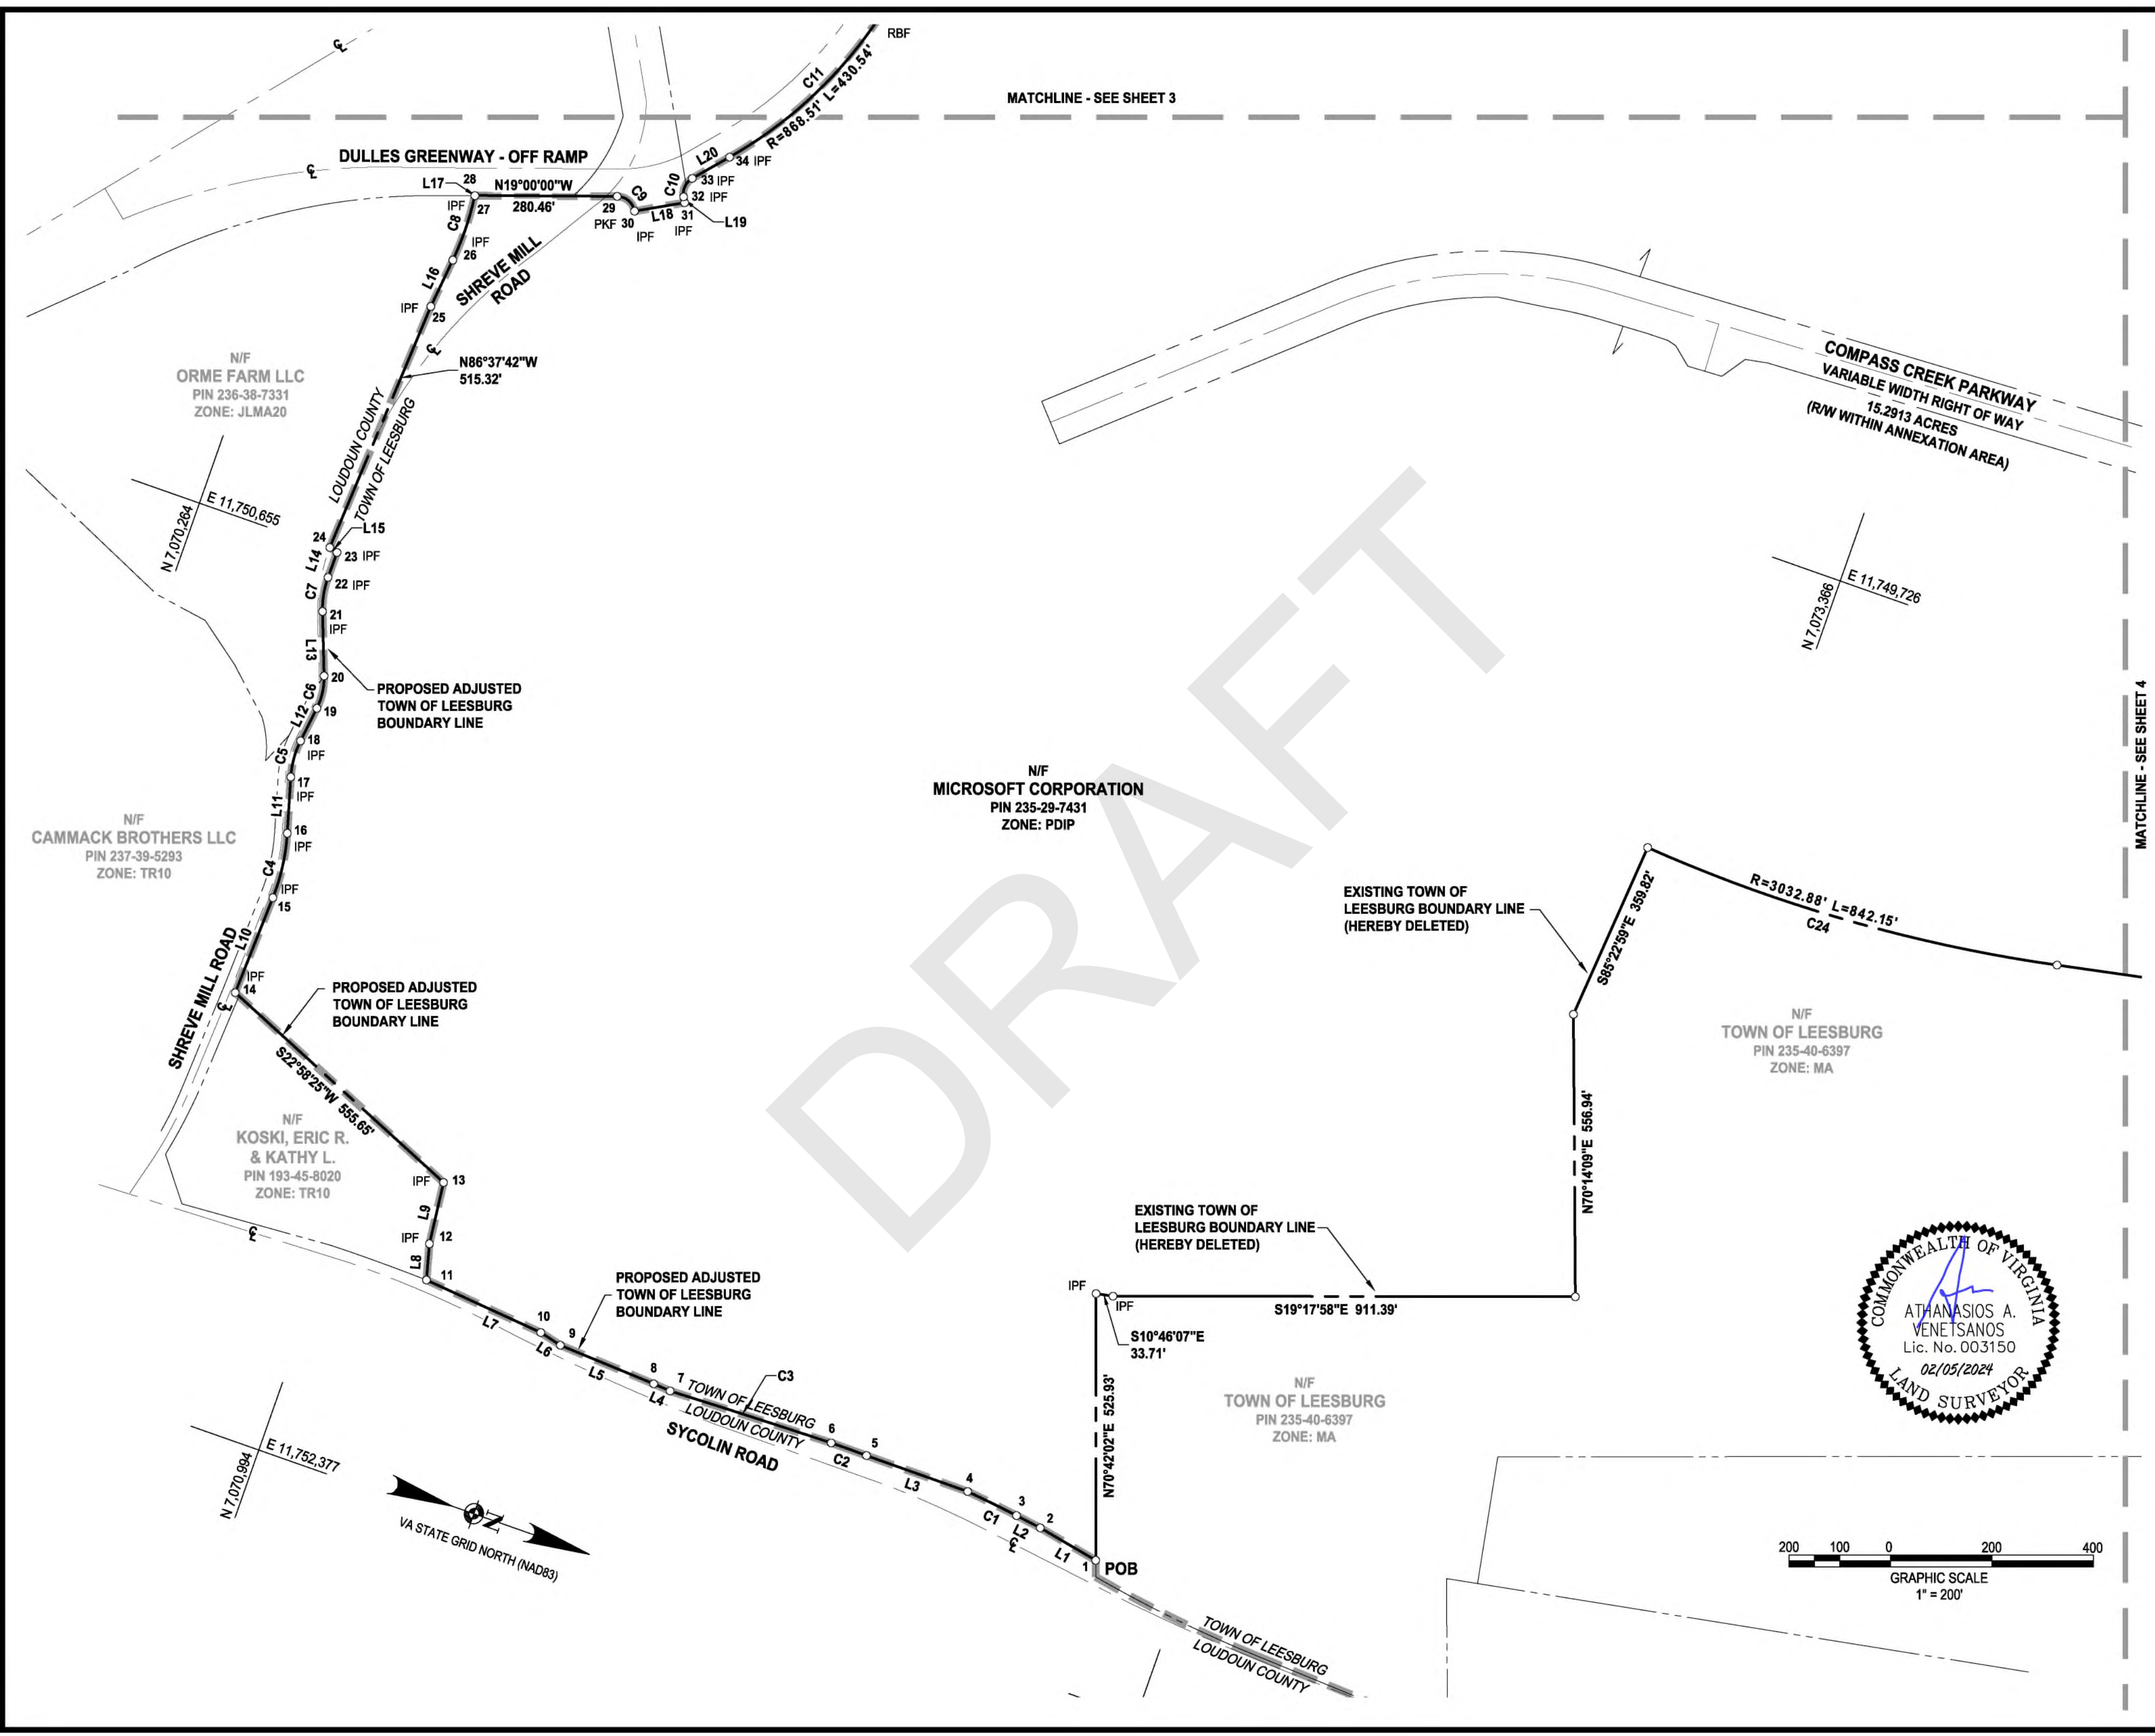 RBF
C11
R=868.51' L=430.54'
MATCHLINE - SEE SHEET 3
℄
DULLES GREENWAY - OFF RAMP
℄
L20
34 IPF
33 IPF
C10
32 IPF
L17
28
N19°00'00"W
280.46'
IPF
27
29
C9
PKF 30
L18
31
L19
IPF
IPF
C8
IPF
26
L16
SHREVE MILL
ROAD
IPF
25
℄
N86°37'42"W
515.32'
COMPASS CREEK PARKWAY
VARIABLE WIDTH RIGHT OF WAY
15.2913 ACRES
(R/W WITHIN ANNEXATION AREA)
N/F
ORME FARM LLC
PIN 236-38-7331
ZONE: JLMA20
LOUDOUN COUNTY
TOWN OF LEESBURG
E 11,750,655
N 7,070,264
24
L15
L14
23 IPF
C7
22 IPF
21
IPF
L13
20
C6
19
L12
18
IPF
C5
17
IPF
L11
16
IPF
C4
IPF
15
L10
IPF
14
PROPOSED ADJUSTED
TOWN OF LEESBURG
BOUNDARY LINE
E 11,749,726
N 7,073,366
MATCHLINE - SEE SHEET 4
N/F
MICROSOFT CORPORATION
PIN 235-29-7431
ZONE: PDIP
DRAFT
N/F
CAMMACK BROTHERS LLC
PIN 237-39-5293
ZONE: TR10
SHREVE MILL ROAD
℄
PROPOSED ADJUSTED
TOWN OF LEESBURG
BOUNDARY LINE
S22°58'25"W 555.65'
EXISTING TOWN OF
LEESBURG BOUNDARY LINE
(HEREBY DELETED)
S85°22'59"E 359.82'
R=3032.88' L=842.15'
C24
N/F
TOWN OF LEESBURG
PIN 235-40-6397
ZONE: MA
N/F
KOSKI, ERIC R.
& KATHY L.
PIN 193-45-8020
ZONE: TR10
IPF
13
L9
IPF
12
L8
11
℄
N70°14'09"E 556.94'
EXISTING TOWN OF
LEESBURG BOUNDARY LINE
(HEREBY DELETED)
IPF
IPF
S19°17'58"E 911.39'
S10°46'07"E
33.71'
PROPOSED ADJUSTED
TOWN OF LEESBURG
BOUNDARY LINE
L7
10
9
L6
L5
8
7
L4
C3
TOWN OF LEESBURG
LOUDOUN COUNTY
SYCOLIN ROAD
6
5
C2
L3
4
C1
3
L2
2
℄
L1
1
POB
N70°42'02"E 525.93'
N/F
TOWN OF LEESBURG
PIN 235-40-6397
ZONE: MA
COMMONWEALTH OF VIRGINIA
ATHANASIOS A.
VENETSANOS
Lic. No. 003150
02/05/2024
LAND SURVEYOR
E 11,752,377
N 7,070,994
N
VA STATE GRID NORTH (NAD83)
200 100 0 200 400
GRAPHIC SCALE
1" = 200'
TOWN OF LEESBURG
LOUDOUN COUNTY